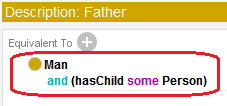 Description: Father
Equivalent To
Man
and (hasChild some Person)